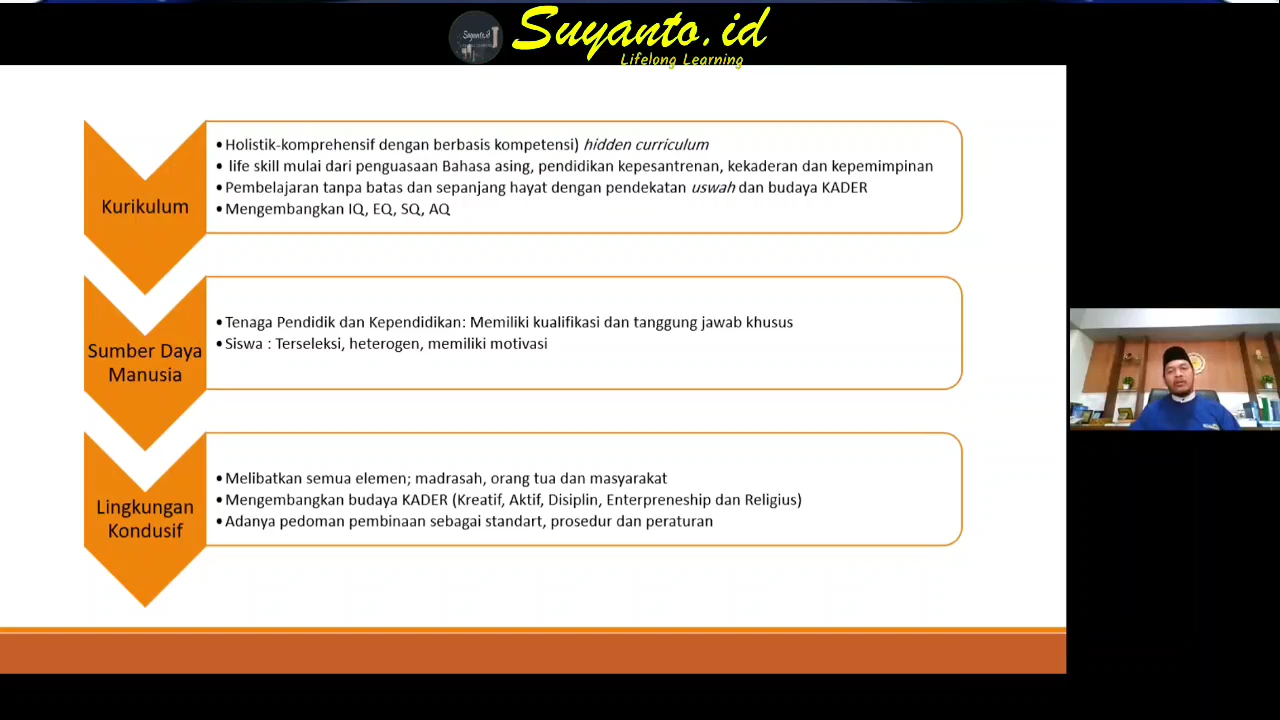 Suyanto.id
Suyanto.id
Lifelong Learning
Kurikulum
•Holistik-komprehensif dengan berbasis kompetensi) hidden curriculum
• life skill mulai dari penguasaan Bahasa asing, pendidikan kepesantrenan, kekaderan dan kepemimpinan
•Pembelajaran tanpa batas dan sepanjang hayat dengan pendekatan uswah dan budaya KADER
•Mengembangkan IQ, EQ, SQ, AQ
Sumber Daya
Manusia
•Tenaga Pendidik dan Kependidikan: Memiliki kualifikasi dan tanggung jawab khusus
•Siswa : Terseleksi, heterogen, memiliki motivasi
Lingkungan
Kondusif
•Melibatkan semua elemen; madrasah, orang tua dan masyarakat
•Mengembangkan budaya KADER (Kreatif, Aktif, Disiplin, Enterpreneship dan Religius)
•Adanya pedoman pembinaan sebagai standart, prosedur dan peraturan